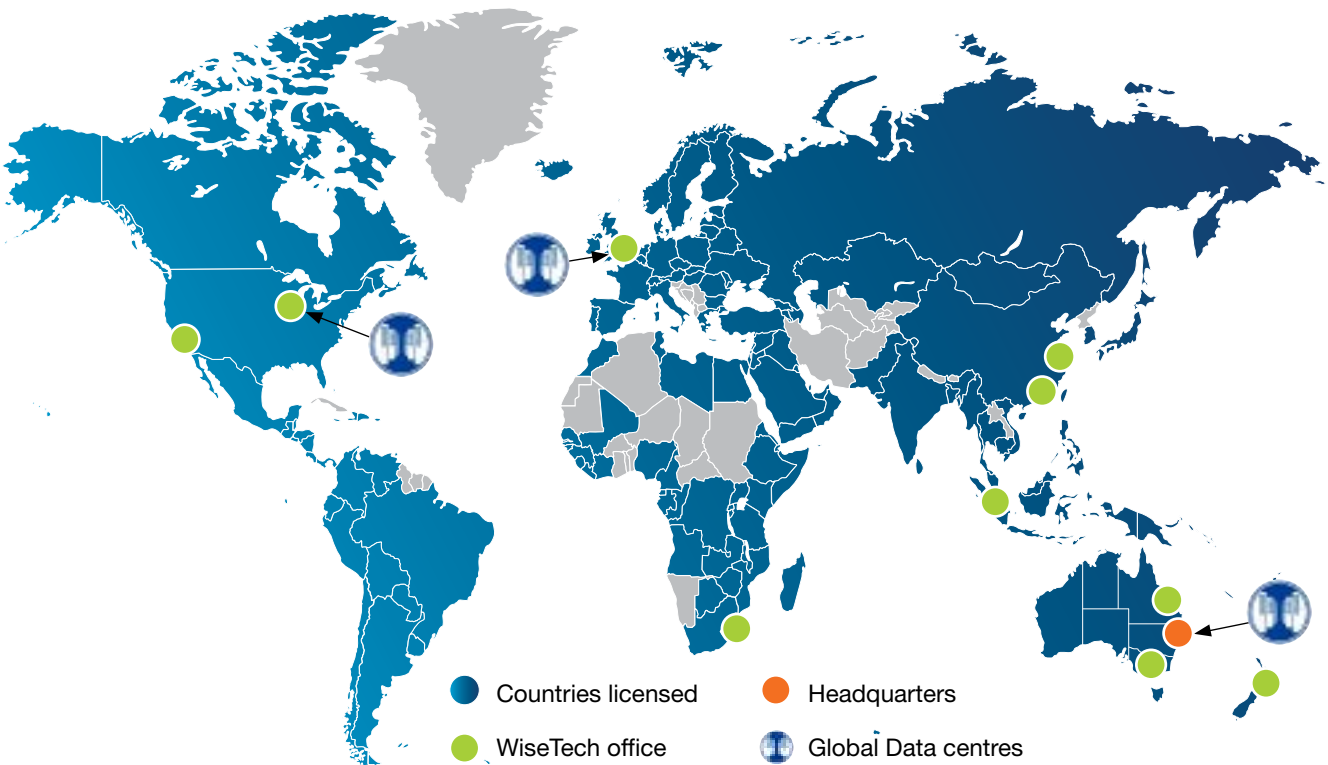 Countries licensed
Headquarters
WiseTech office
Global Data centres